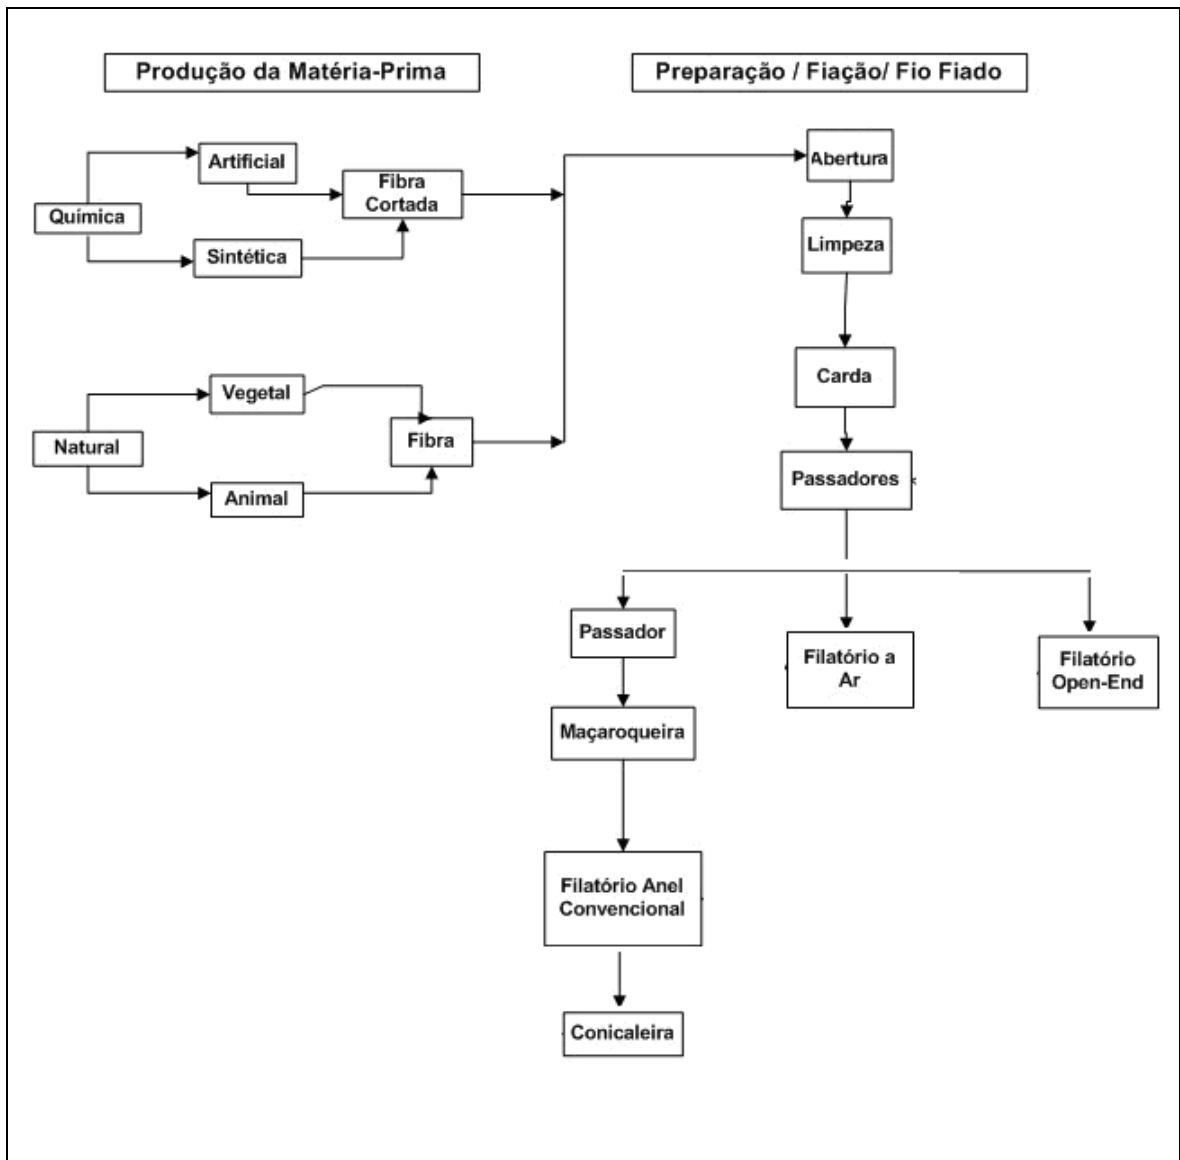 Produção da Matéria-Prima
Preparação / Fiação/ Fio Fiado
Química
Artificial
Sintética
Fibra
Cortada
Natural
Vegetal
Animal
Fibra
Abertura
Limpeza
Carda
Passadores
Passador
Maçaroqueira
Filatório Anel
Convencional
Conicaleira
Filatório a
Ar
Filatório
Open-End